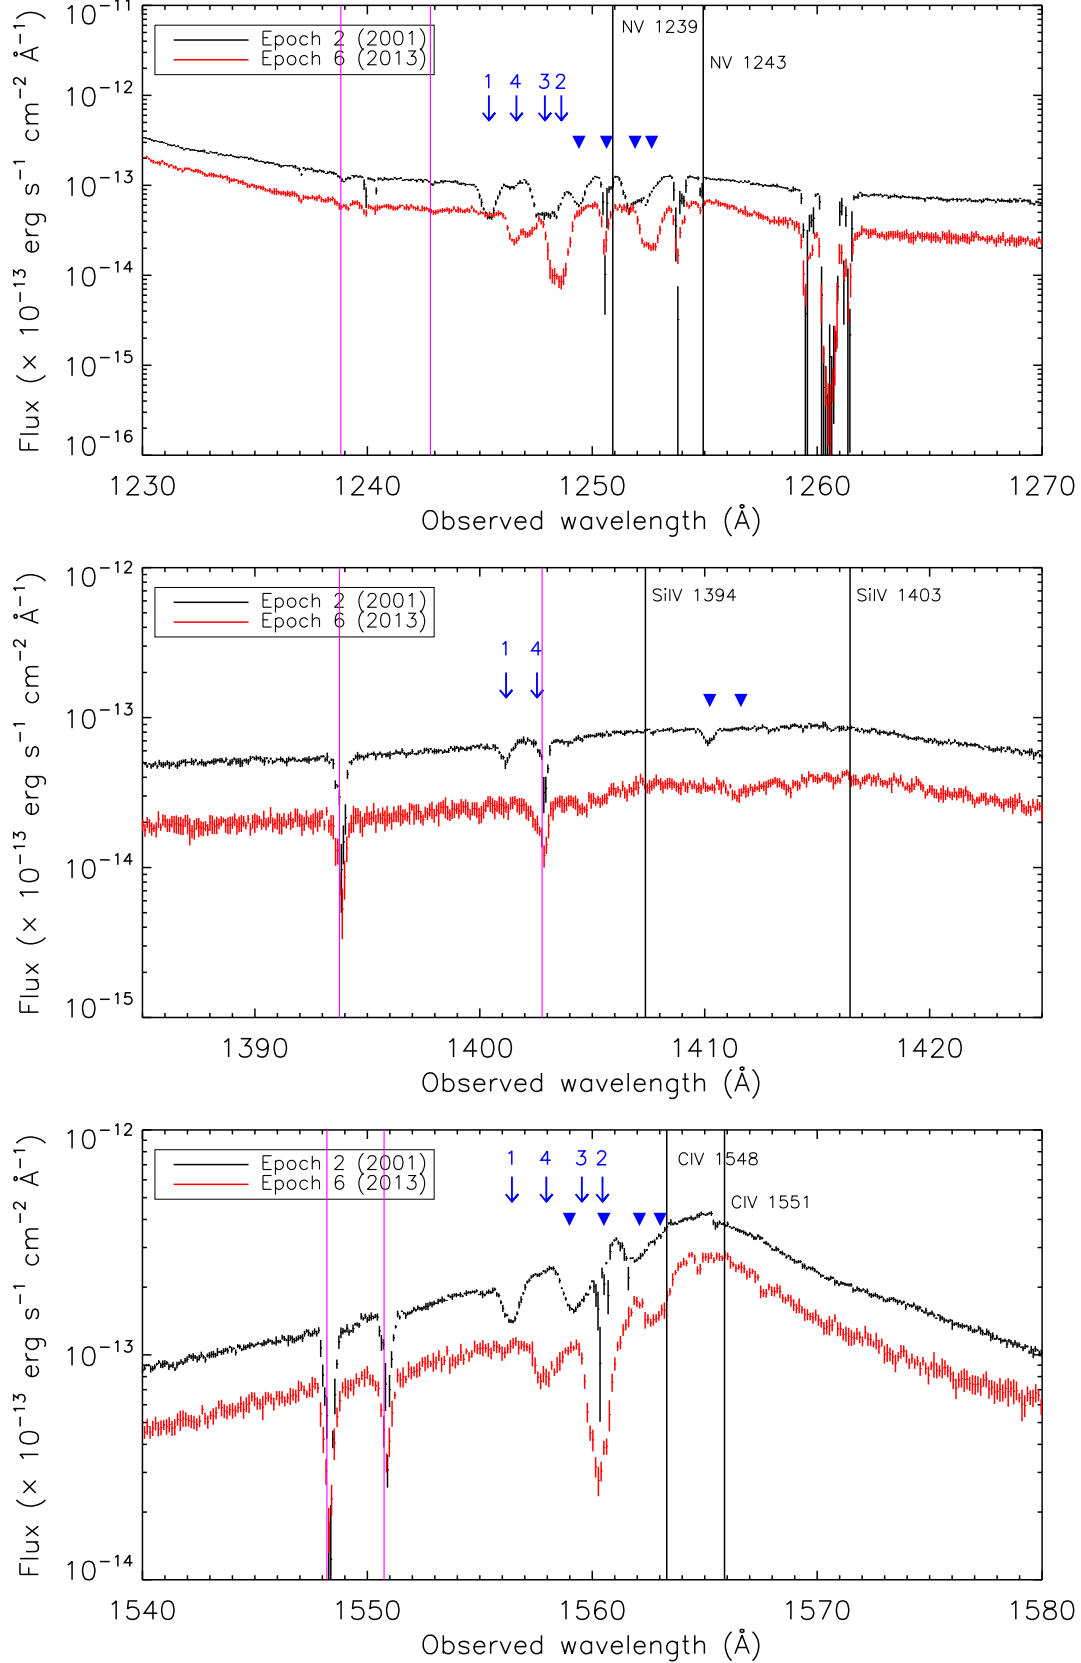 10⁻¹¹
Epoch 2 (2001)
Epoch 6 (2013)
NV 1239
NV 1243
1 4 3 2
10⁻¹²
10⁻¹³
10⁻¹⁴
10⁻¹⁵
10⁻¹⁶
Flux (× 10⁻¹³ erg s⁻¹ cm⁻² Å⁻¹)
1230 1240 1250 1260 1270
Observed wavelength (Å)
10⁻¹²
Epoch 2 (2001)
Epoch 6 (2013)
SiIV 1394
SiIV 1403
1 4
10⁻¹³
10⁻¹⁴
10⁻¹⁵
Flux (× 10⁻¹³ erg s⁻¹ cm⁻² Å⁻¹)
1390 1400 1410 1420
Observed wavelength (Å)
10⁻¹²
Epoch 2 (2001)
Epoch 6 (2013)
1 4 3 2
CIV 1548
CIV 1551
10⁻¹³
10⁻¹⁴
Flux (× 10⁻¹³ erg s⁻¹ cm⁻² Å⁻¹)
1540 1550 1560 1570 1580
Observed wavelength (Å)